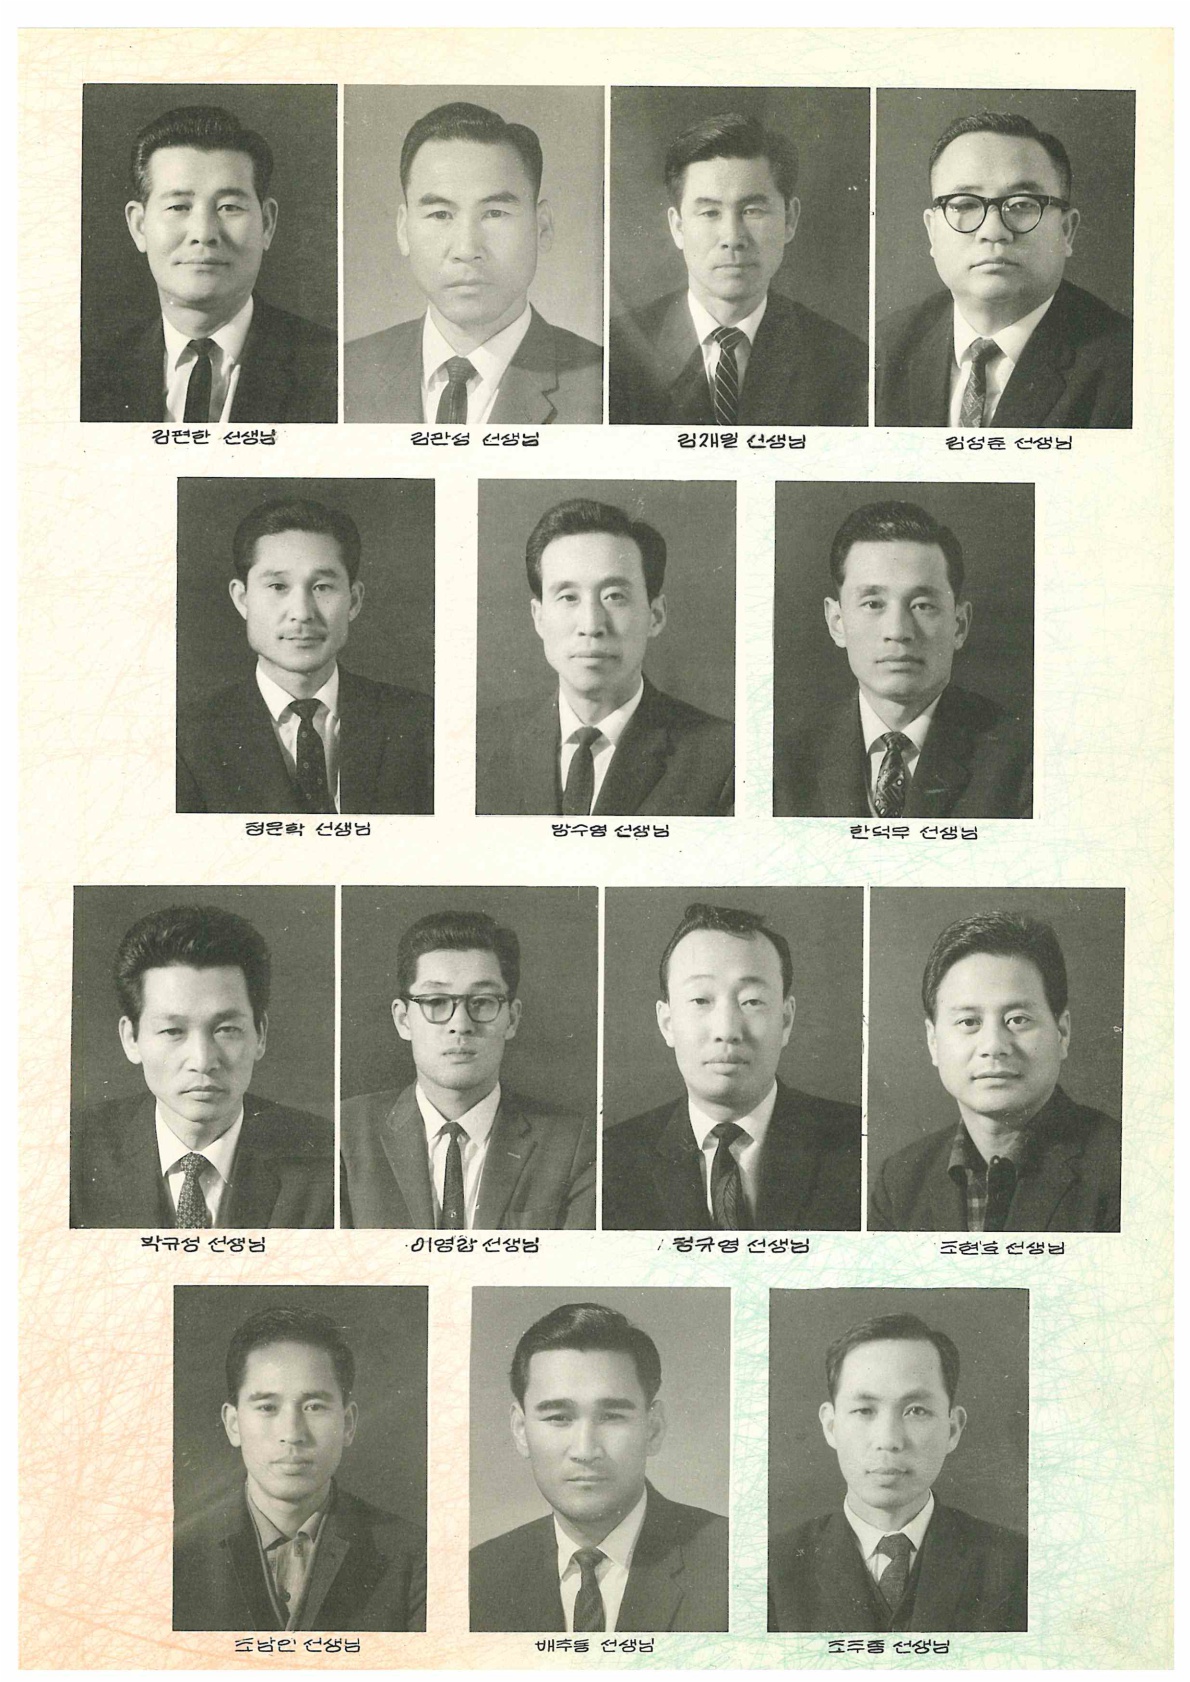 김편한 선생님 김판성 선생님 김재월 선생님 김성춘 선생님
정운학 선생님 방수영 선생님 한덕우 선생님
박규성 선생님 이영갑 선생님 정규영 선생님 조현호 선생님
조남인 선생님 배추동 선생님 조주종 선생님